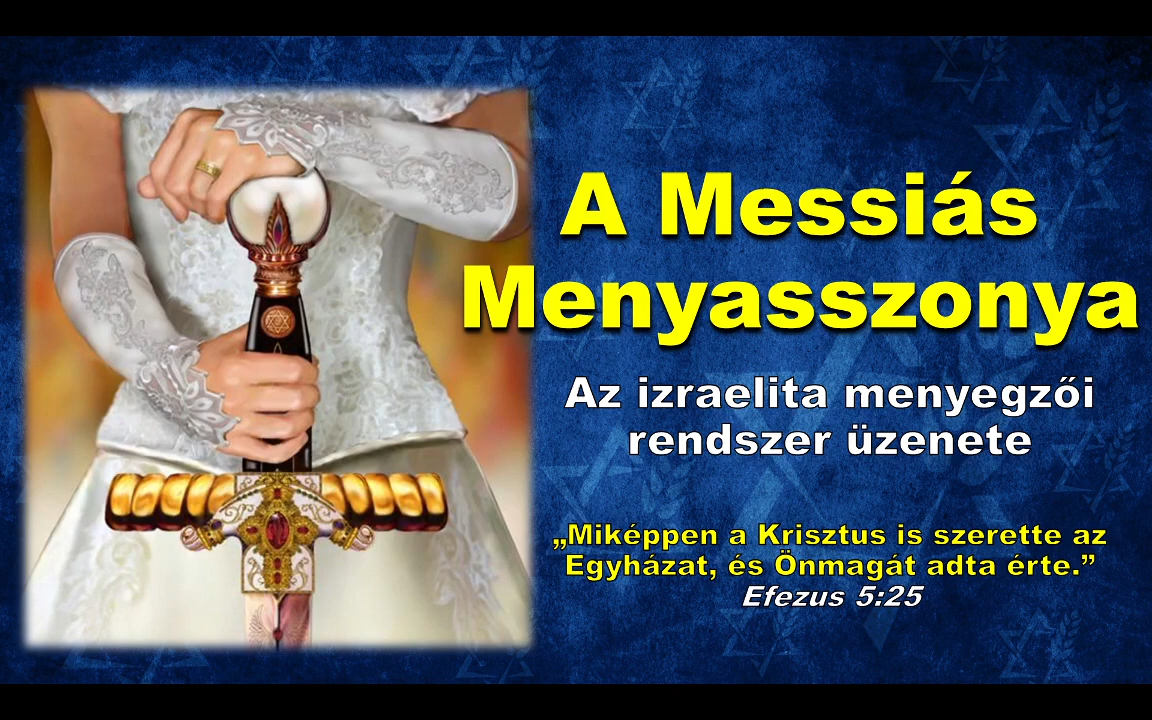 A Messiás
Menyasszonya
Az izraelita menyegzői
rendszer üzenete
„Miképpen a Krisztus is szerette az
Egyházat, és Önmagát adta érte.”
Efezus 5:25